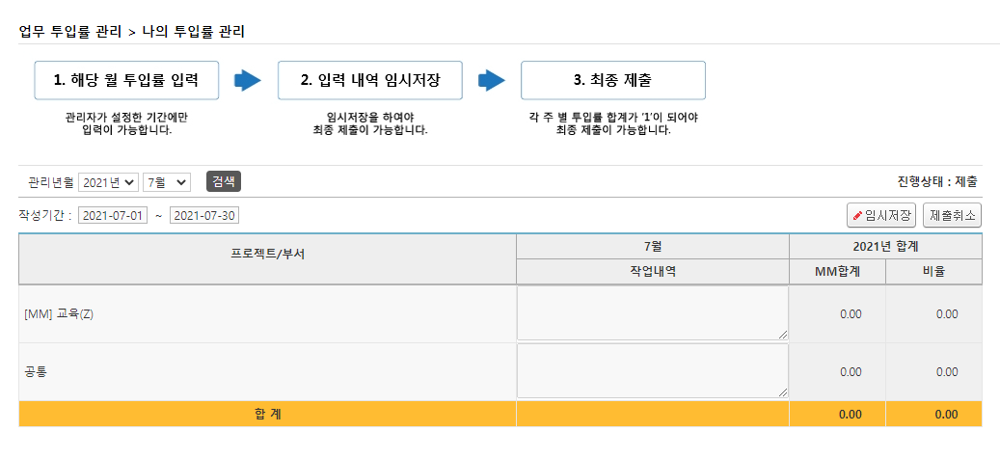 업무 투입률 관리 > 나의 투입률 관리
1. 해당 월 투입률 입력
2. 입력 내역 임시저장
3. 최종 제출
관리자가 설정한 기간에만
입력이 가능합니다.
임시저장을 하여야
최종 제출이 가능합니다.
각 주 별 투입률 합계가 '1'이 되어야
최종 제출이 가능합니다.
관리년월 2021년 7월 검색 진행상태 : 제출
작성기간 : 2021-07-01 ~ 2021-07-30 임시저장 제출취소
프로젝트/부서 7월 2021년 합계
작업내역 MM합계 비율
[MM] 교육(Z) 0.00 0.00
공통 0.00 0.00
합 계 0.00 0.00